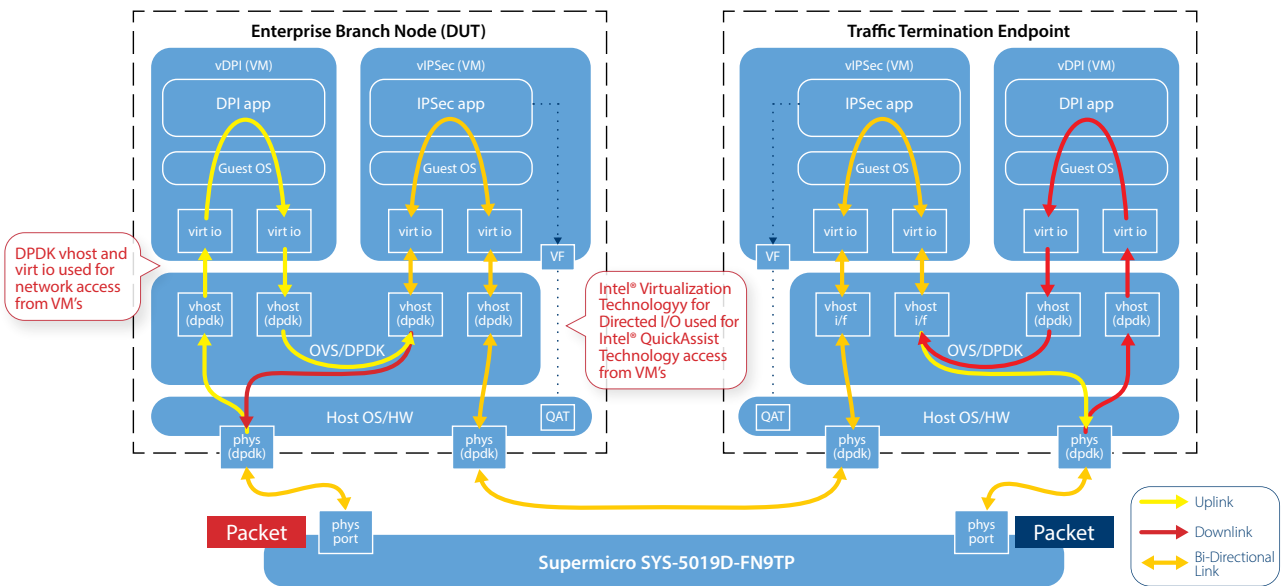 Enterprise Branch Node (DUT)
vDPI (VM)
DPI app
Guest OS
virt io
virt io
vIPSec (VM)
IPSec app
Guest OS
virt io
virt io
VF
DPDK vhost and
virt io used for
network access
from VM's
vhost
(dpdk)
vhost
(dpdk)
vhost
(dpdk)
vhost
(dpdk)
OVS/DPDK
Intel® Virtualization
Technologyy for
Directed I/O used for
Intel® QuickAssist
Technology access
from VM's
Host OS/HW
QAT
phys
(dpdk)
phys
(dpdk)
Traffic Termination Endpoint
vIPSec (VM)
IPSec app
Guest OS
virt io
virt io
VF
vDPI (VM)
DPI app
Guest OS
virt io
virt io
vhost
i/f
vhost
i/f
vhost
(dpdk)
vhost
(dpdk)
OVS/DPDK
QAT
Host OS/HW
phys
(dpdk)
phys
(dpdk)
Packet
phys
port
phys
port
Packet
Supermicro SYS-5019D-FN9TP
Uplink
Downlink
Bi-Directional
Link